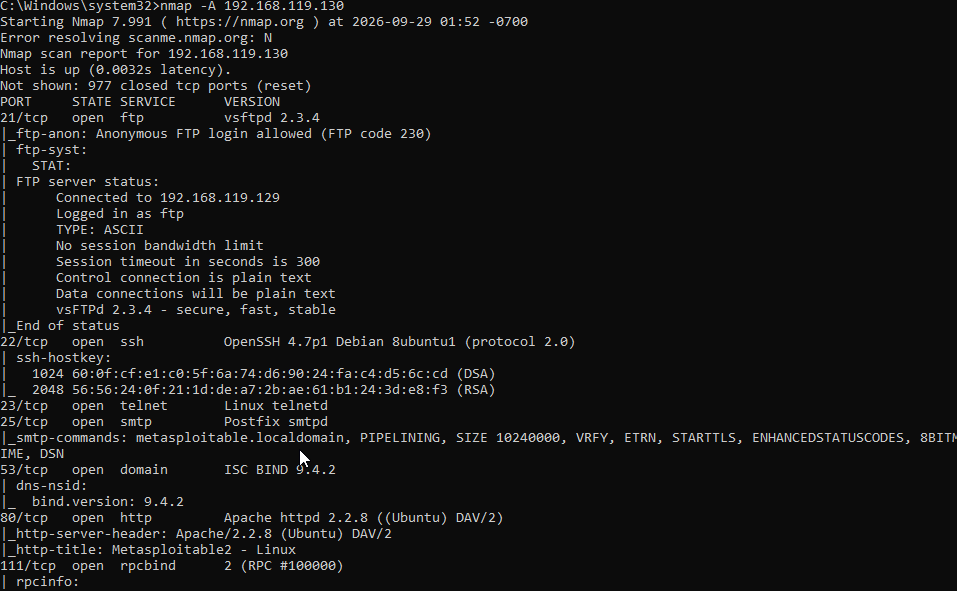 C:\Windows\system32>nmap -A 192.168.119.130
Starting Nmap 7.991 ( https://nmap.org ) at 2026-09-29 01:52 -0700
Error resolving scanme.nmap.org: N
Nmap scan report for 192.168.119.130
Host is up (0.0032s latency).
Not shown: 977 closed tcp ports (reset)
PORT     STATE SERVICE     VERSION
21/tcp   open  ftp         vsftpd 2.3.4
|_ftp-anon: Anonymous FTP login allowed (FTP code 230)
| ftp-syst:
|   STAT:
| FTP server status:
|      Connected to 192.168.119.129
|      Logged in as ftp
|      TYPE: ASCII
|      No session bandwidth limit
|      Session timeout in seconds is 300
|      Control connection is plain text
|      Data connections will be plain text
|      vsFTPd 2.3.4 - secure, fast, stable
|_End of status
22/tcp   open  ssh         OpenSSH 4.7p1 Debian 8ubuntu1 (protocol 2.0)
| ssh-hostkey:
|   1024 60:0f:cf:e1:c0:5f:6a:74:d6:90:24:fa:c4:d5:6c:cd (DSA)
|_  2048 56:56:24:0f:21:1d:de:a7:2b:ae:61:b1:24:3d:e8:f3 (RSA)
23/tcp   open  telnet      Linux telnetd
25/tcp   open  smtp        Postfix smtpd
|_smtp-commands: metasploitable.localdomain, PIPELINING, SIZE 10240000, VRFY, ETRN, STARTTLS, ENHANCEDSTATUSCODES, 8BITM
IME, DSN
53/tcp   open  domain      ISC BIND 9.4.2
| dns-nsid:
|_  bind.version: 9.4.2
80/tcp   open  http        Apache httpd 2.2.8 ((Ubuntu) DAV/2)
|_http-server-header: Apache/2.2.8 (Ubuntu) DAV/2
|_http-title: Metasploitable2 - Linux
111/tcp  open  rpcbind     2 (RPC #100000)
| rpcinfo: